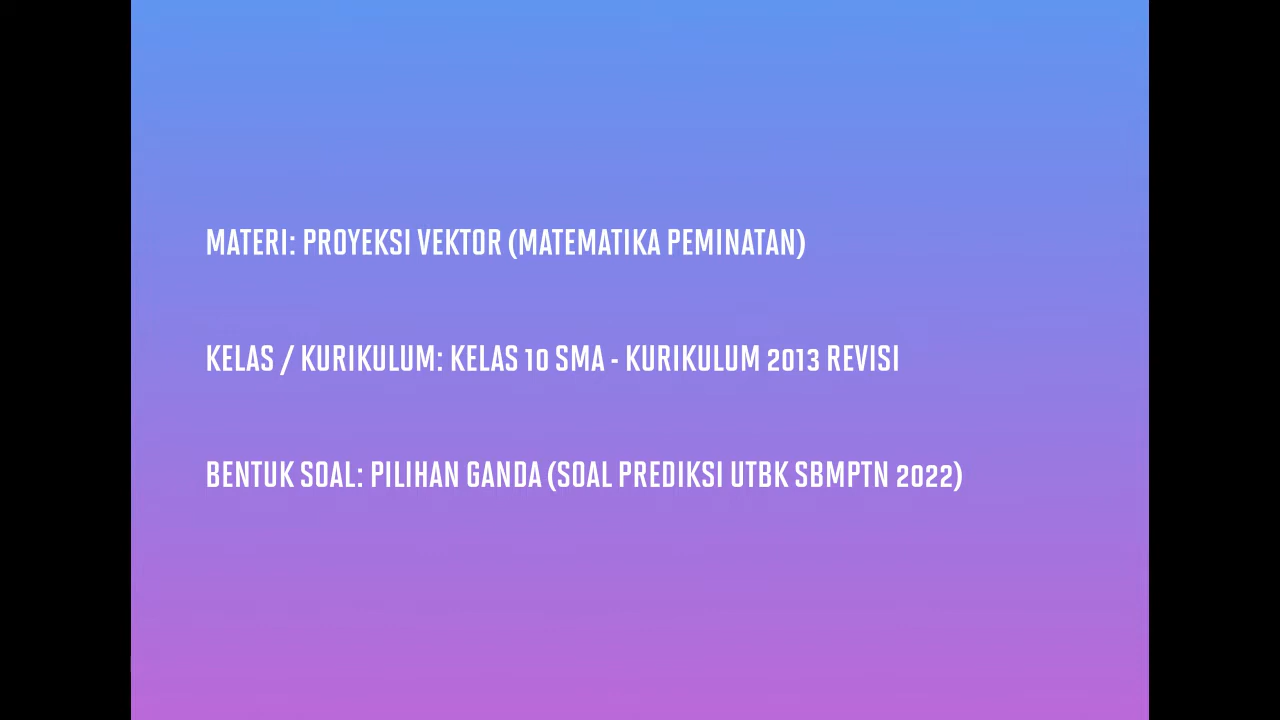 MATERI: PROYEKSI VEKTOR (MATEMATIKA PEMINATAN)
KELAS / KURIKULUM: KELAS 10 SMA - KURIKULUM 2013 REVISI
BENTUK SOAL: PILIHAN GANDA (SOAL PREDIKSI UTBK SBMPTN 2022)